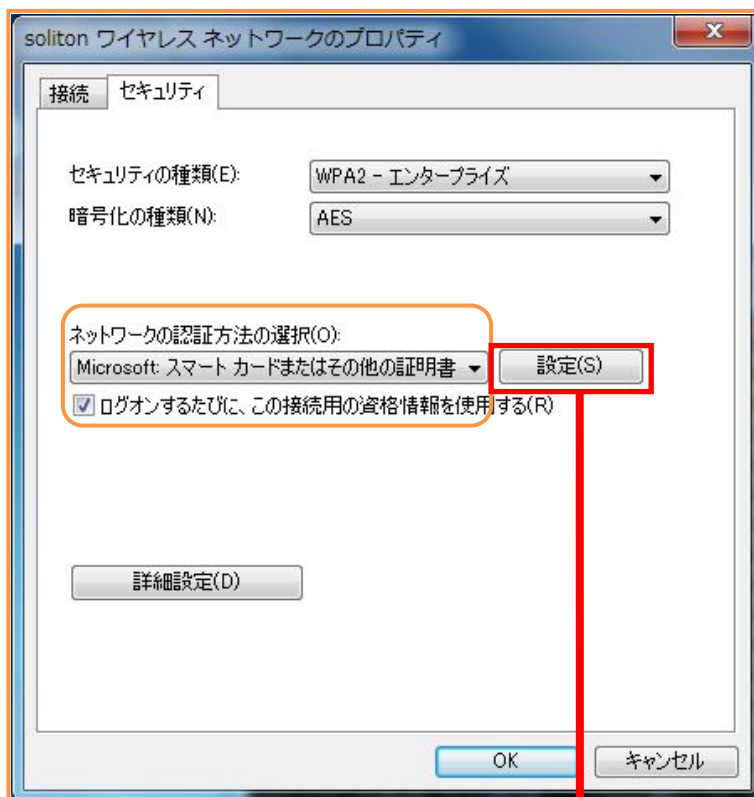 soliton ワイヤレス ネットワークのプロパティ
接続 セキュリティ
セキュリティの種類(E): WPA2 - エンタープライズ
暗号化の種類(N): AES
ネットワークの認証方法の選択(O):
Microsoft: スマート カードまたはその他の証明書 設定(S)
ログオンするたびに、この接続用の資格情報を使用する(R)
詳細設定(D)
OK キャンセル